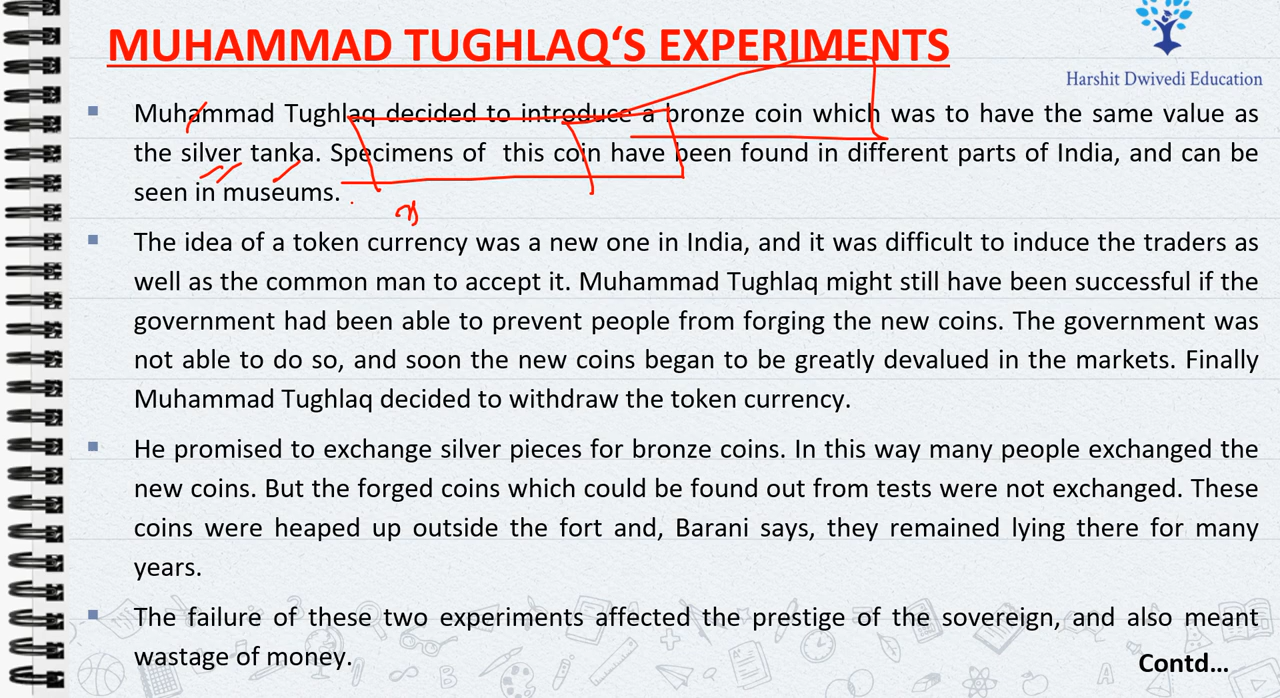 MUHAMMAD TUGHLAQ‘S EXPERIMENTS
Harshit Dwivedi Education
▪ Muhammad Tughlaq decided to introduce a bronze coin which was to have the same value as
the silver tanka. Specimens of this coin have been found in different parts of India, and can be
seen in museums.
▪ The idea of a token currency was a new one in India, and it was difficult to induce the traders as
well as the common man to accept it. Muhammad Tughlaq might still have been successful if the
government had been able to prevent people from forging the new coins. The government was
not able to do so, and soon the new coins began to be greatly devalued in the markets. Finally
Muhammad Tughlaq decided to withdraw the token currency.
▪ He promised to exchange silver pieces for bronze coins. In this way many people exchanged the
new coins. But the forged coins which could be found out from tests were not exchanged. These
coins were heaped up outside the fort and, Barani says, they remained lying there for many
years.
▪ The failure of these two experiments affected the prestige of the sovereign, and also meant
wastage of money.
Contd...